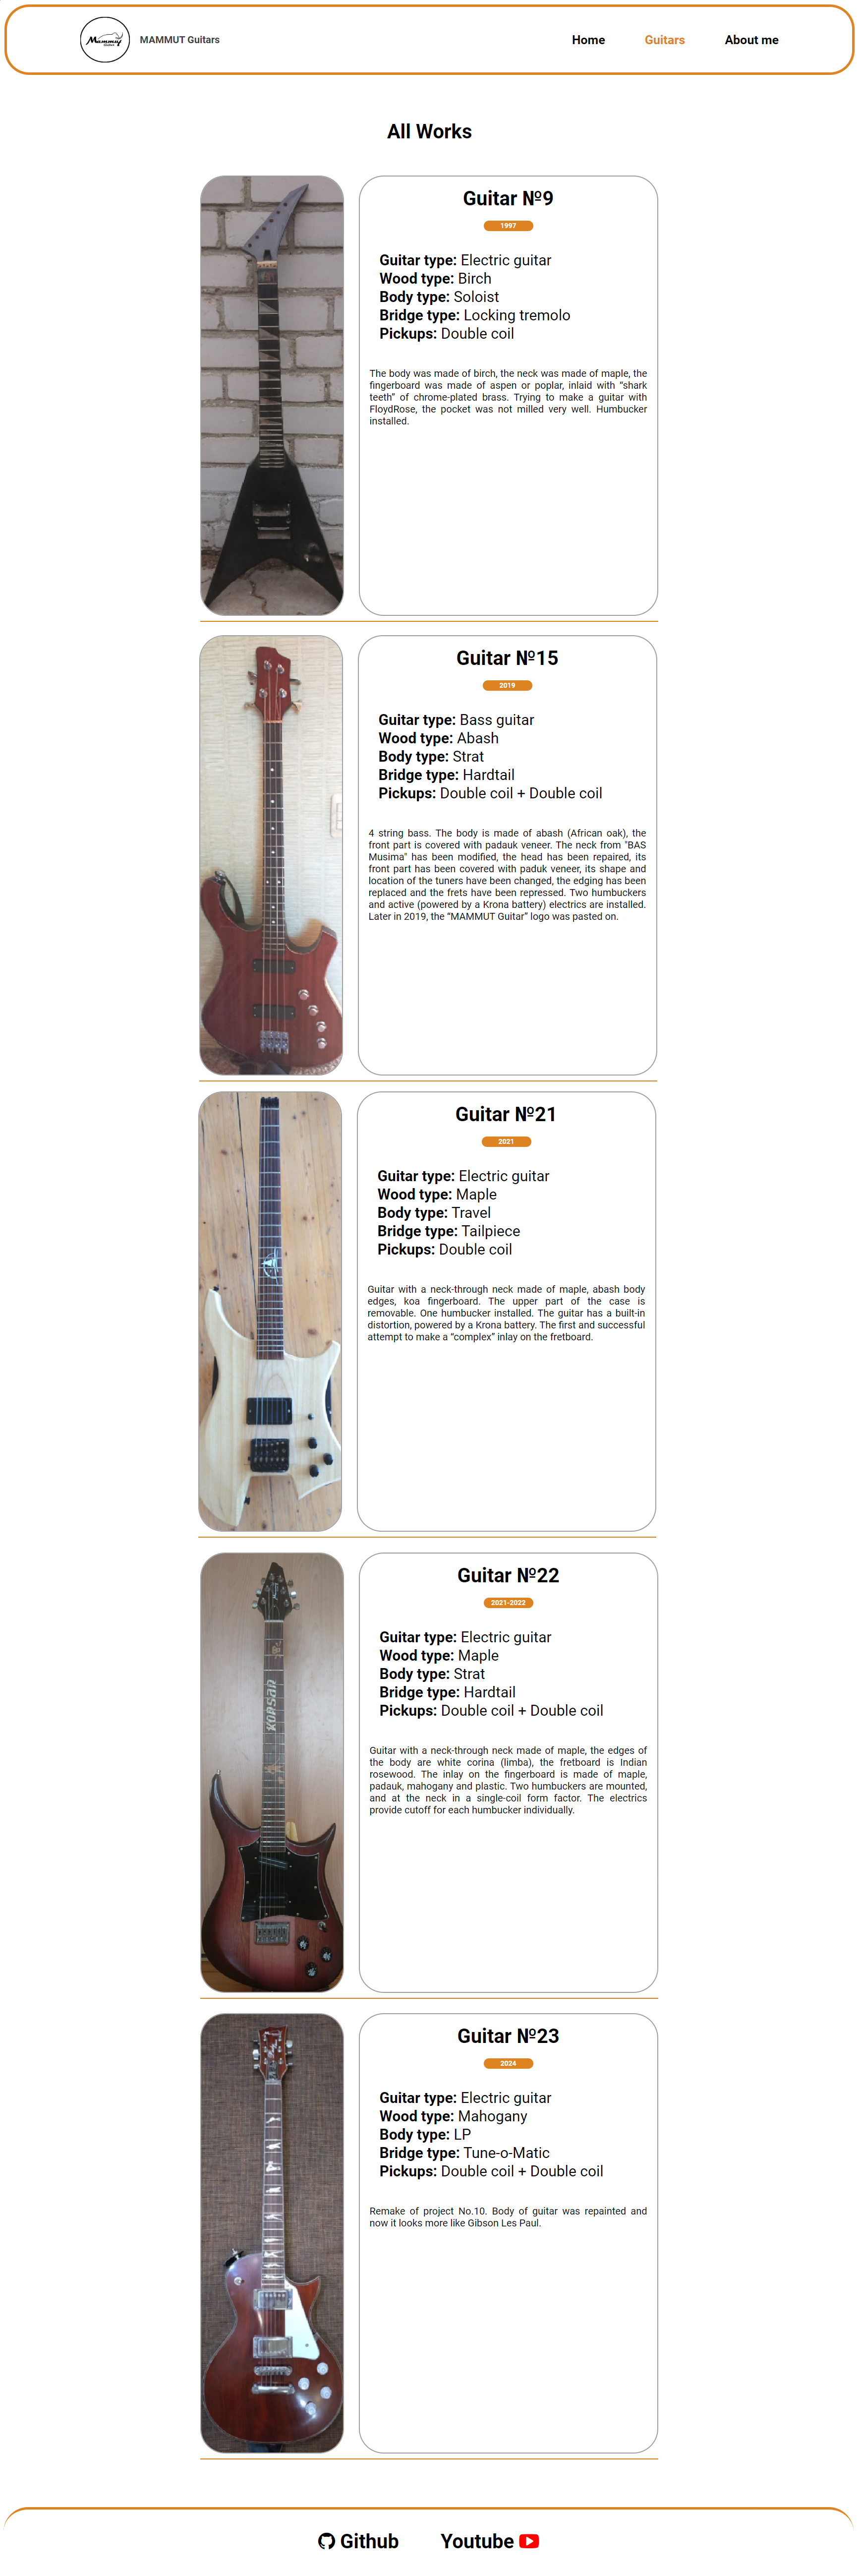 Mammut
MAMMUT Guitars
Home
Guitars
About me
All Works
Guitar №9
1997
Guitar type: Electric guitar
Wood type: Birch
Body type: Soloist
Bridge type: Locking tremolo
Pickups: Double coil
The body was made of birch, the neck was made of maple, the
fingerboard was made of aspen or poplar, inlaid with “shark
teeth” of chrome-plated brass. Trying to make a guitar with
FloydRose, the pocket was not milled very well. Humbucker
installed.
Guitar №15
2019
Guitar type: Bass guitar
Wood type: Abash
Body type: Strat
Bridge type: Hardtail
Pickups: Double coil + Double coil
4 string bass. The body is made of abash (African oak), the
front part is covered with padauk veneer. The neck from "BAS
Musima" has been modified, the head has been repaired, its
front part has been covered with paduk veneer, its shape and
location of the tuners have been changed, the edging has been
replaced and the frets have been repressed. Two humbuckers
and active (powered by a Krona battery) electrics are installed.
Later in 2019, the “MAMMUT Guitar” logo was pasted on.
Guitar №21
2021
Guitar type: Electric guitar
Wood type: Maple
Body type: Travel
Bridge type: Tailpiece
Pickups: Double coil
Guitar with a neck-through neck made of maple, abash body
edges, koa fingerboard. The upper part of the case is
removable. One humbucker installed. The guitar has a built-in
distortion, powered by a Krona battery. The first and successful
attempt to make a “complex” inlay on the fretboard.
KORSAR
Guitar №22
2021-2022
Guitar type: Electric guitar
Wood type: Maple
Body type: Strat
Bridge type: Hardtail
Pickups: Double coil + Double coil
Guitar with a neck-through neck made of maple, the edges of
the body are white corina (limba), the fretboard is Indian
rosewood. The inlay on the fingerboard is made of maple,
padauk, mahogany and plastic. Two humbuckers are mounted,
and at the neck in a single-coil form factor. The electrics
provide cutoff for each humbucker individually.
Guitar №23
2024
Guitar type: Electric guitar
Wood type: Mahogany
Body type: LP
Bridge type: Tune-o-Matic
Pickups: Double coil + Double coil
Remake of project No.10. Body of guitar was repainted and
now it looks more like Gibson Les Paul.
Github
Youtube